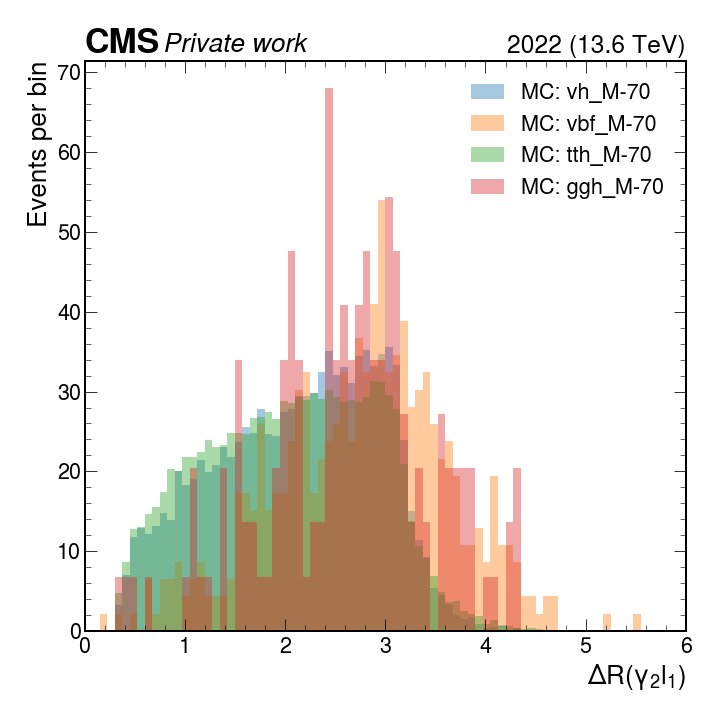 CMS Private work
2022 (13.6 TeV)
Events per bin
70
60
50
40
30
20
10
0
MC: vh_M-70
MC: vbf_M-70
MC: tth_M-70
MC: ggh_M-70
0 1 2 3 4 5 6
ΔR(γ₂l₁)